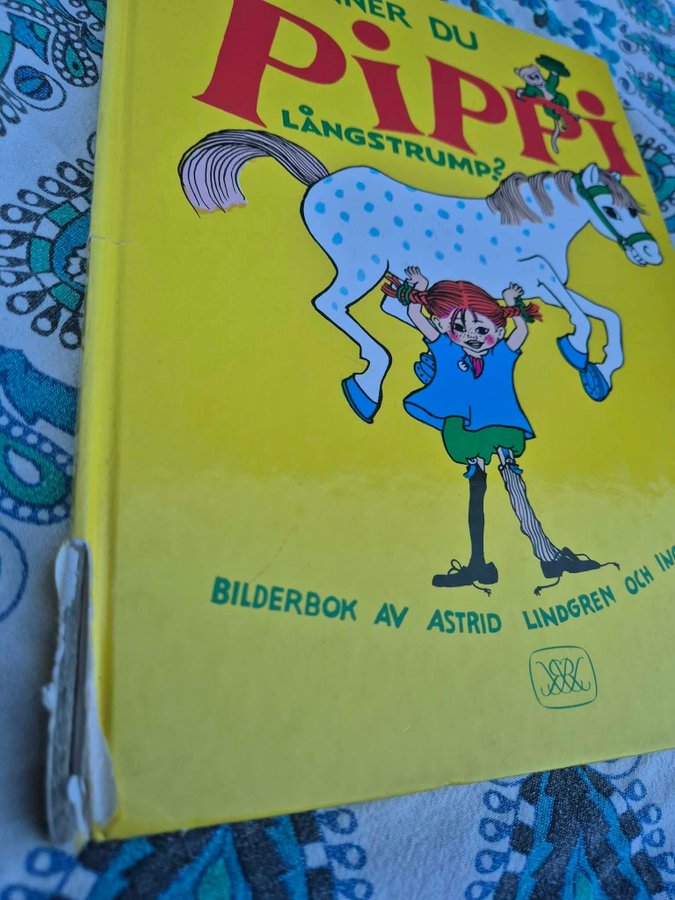 DU
PIPPI
LÅNGSTRUMP?
BILDERBOK AV ASTRID LINDGREN OCH